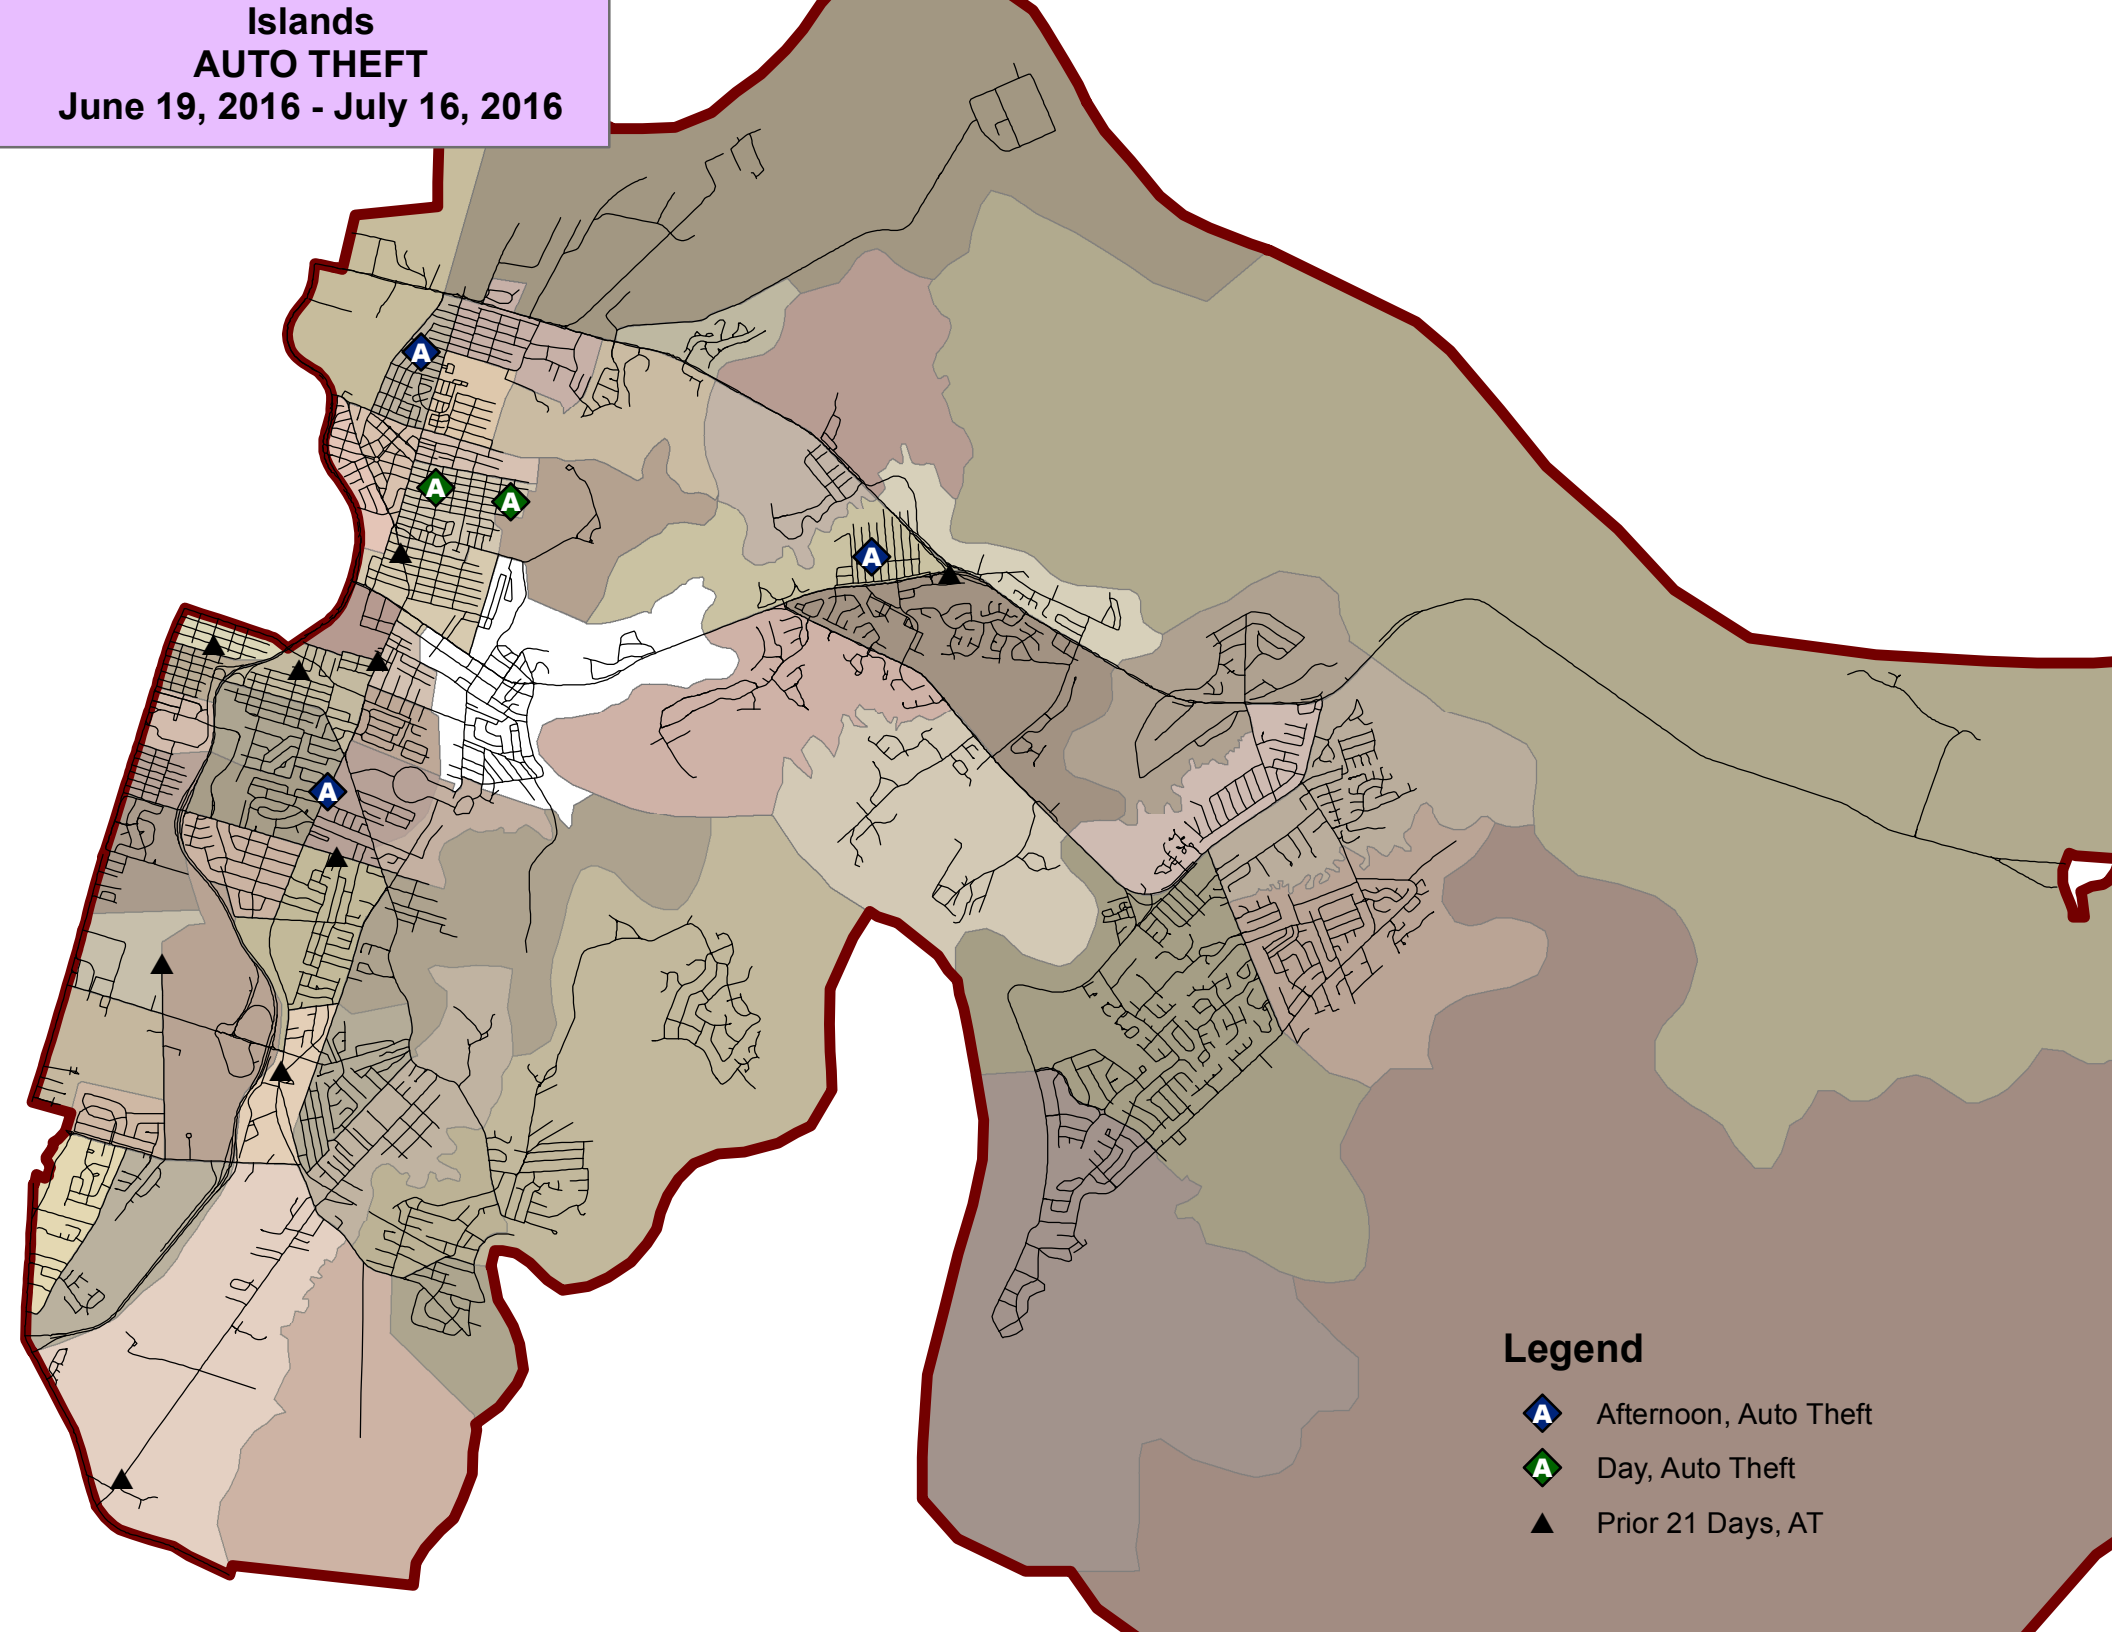 Islands
AUTO THEFT
June 19, 2016 - July 16, 2016
A
A
A
A
A
Legend
A Afternoon, Auto Theft
A Day, Auto Theft
Prior 21 Days, AT